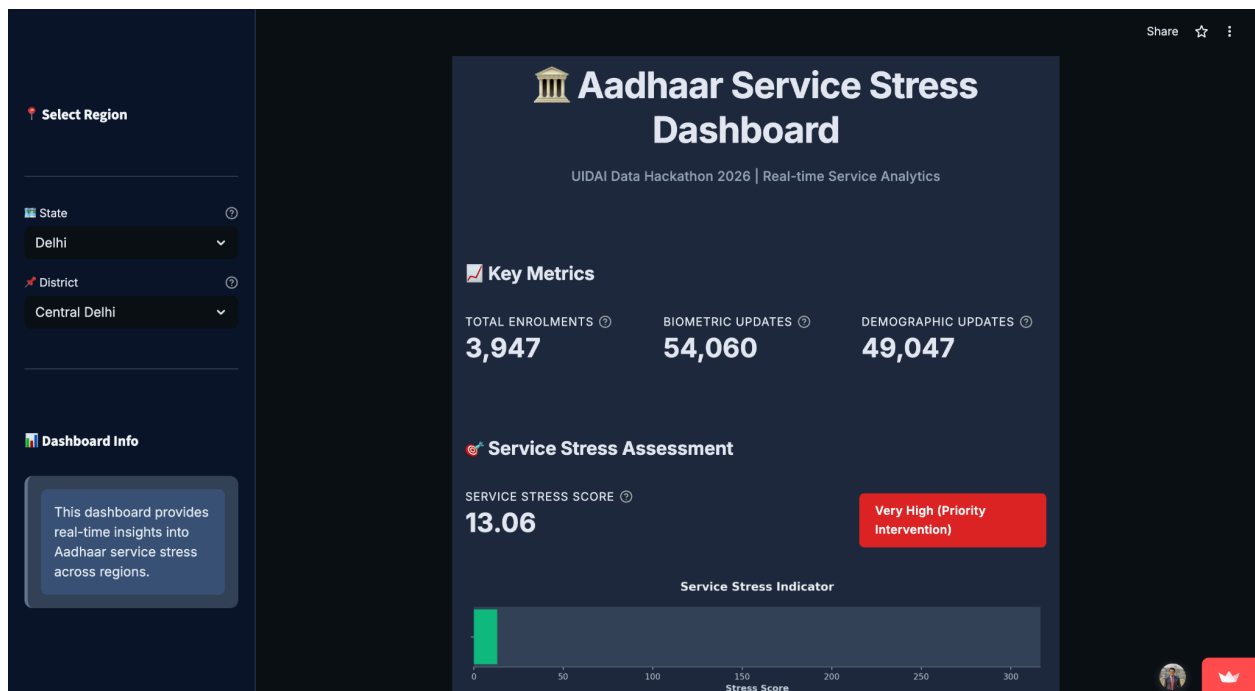 Share
Select Region
State
Delhi
District
Central Delhi
Dashboard Info
This dashboard provides
real-time insights into
Aadhaar service stress
across regions.
Aadhaar Service Stress
Dashboard
UIDAI Data Hackathon 2026 | Real-time Service Analytics
Key Metrics
TOTAL ENROLMENTS
3,947
BIOMETRIC UPDATES
54,060
DEMOGRAPHIC UPDATES
49,047
Service Stress Assessment
SERVICE STRESS SCORE
13.06
Very High (Priority
Intervention)
Service Stress Indicator
0 50 100 150 200 250 300
Stress Score